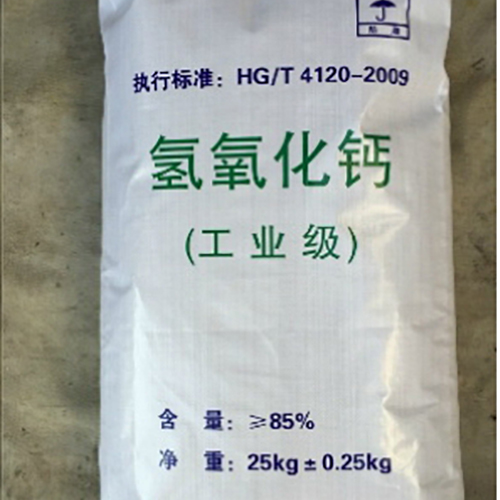 执行标准：HG/T 4120-2009
氢氧化钙
(工业级)
含 量：≥85%
净 重：25kg±0.25kg